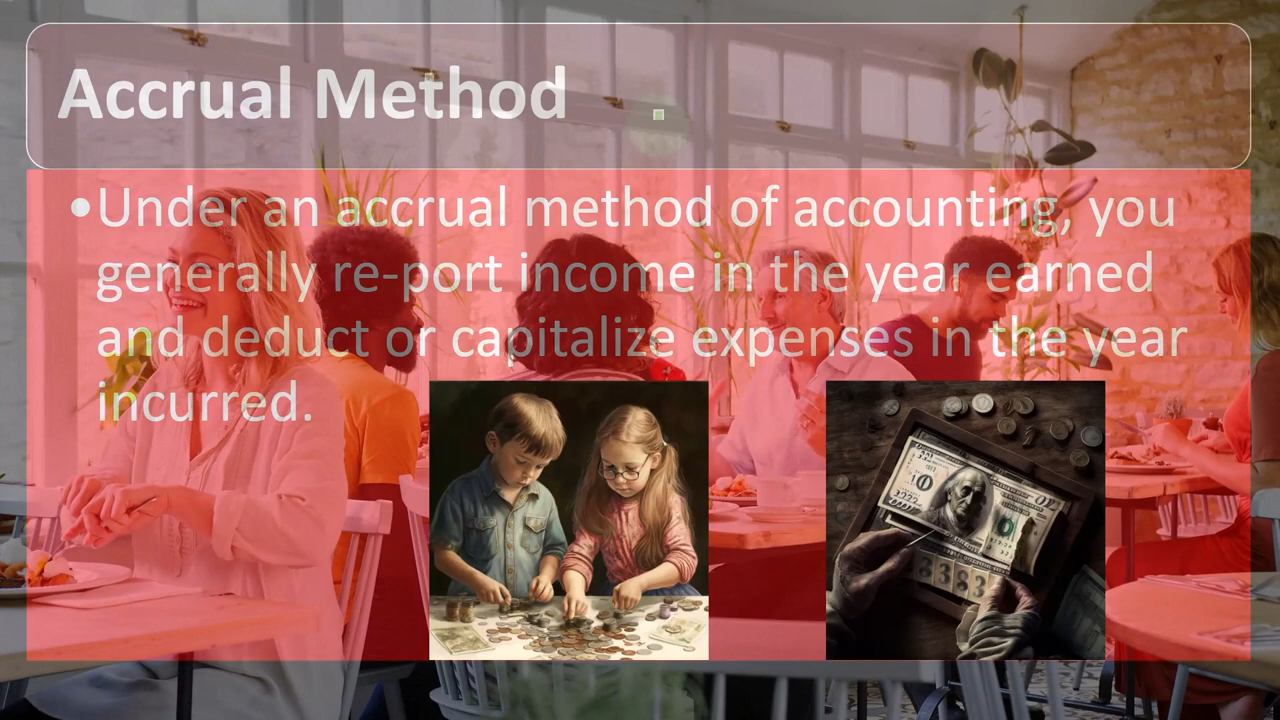 Accrual Method
•Under an accrual method of accounting, you
generally re-port income in the year earned
and deduct or capitalize expenses in the year
incurred.